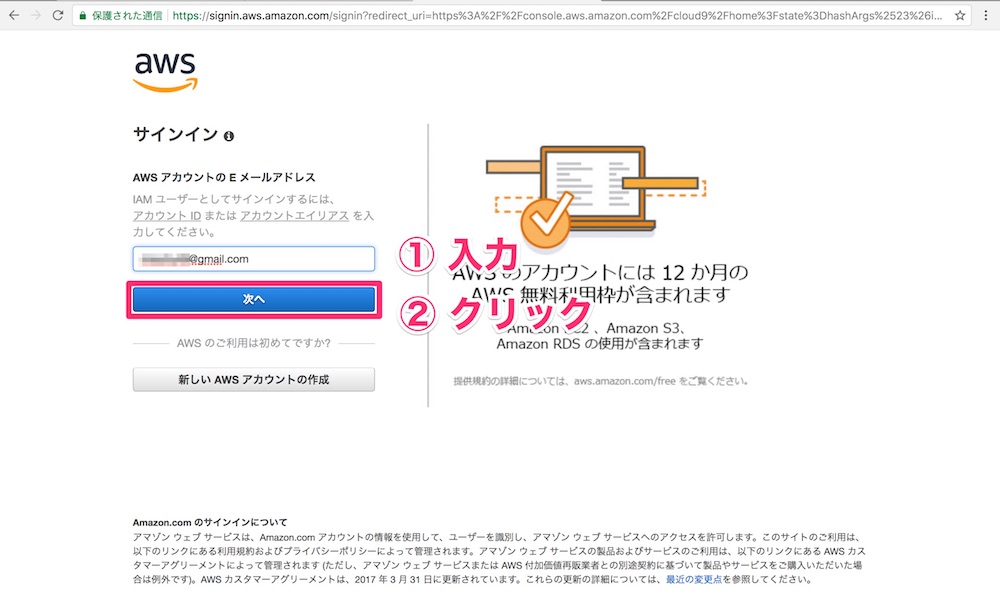 保護された通信 https://signin.aws.amazon.com/signin?redirect_uri=https%3A%2F%2Fconsole.aws.amazon.com%2Fcloud9%2Fhome%3Fstate%3DhashArgs%2523%26i...
aws
サインイン
AWS アカウントの E メールアドレス
IAM ユーザーとしてサインインするには、
アカウント ID または アカウントエイリアス を入
力してください。
@gmail.com
① 入力
次へ
② クリック
AWS のご利用は初めてですか?
新しい AWS アカウントの作成
AWS のアカウントには 12 か月の
AWS 無料利用枠が含まれます
Amazon 、Amazon S3、
Amazon RDS の使用が含まれます
提供規約の詳細については、aws.amazon.com/free をご覧ください。
Amazon.com のサインインについて
アマゾン ウェブ サービスは、Amazon.com アカウントの情報を使用して、ユーザーを識別し、アマゾン ウェブ サービスへのアクセスを許可します。このサイトのご利用は、
以下のリンクにある利用規約およびプライバシーポリシーによって管理されます。アマゾン ウェブ サービスの製品およびサービスのご利用は、以下のリンクにある AWS カス
タマーアグリーメントによって管理されます (ただし、アマゾン ウェブ サービスまたは AWS 付加価値再販業者との別途契約に基づいて製品やサービスをご購入いただいた場
合は例外です)。AWS カスタマーアグリーメントは、2017 年 3 月 31 日に更新されています。これらの更新の詳細については、最近の変更点を参照してください。